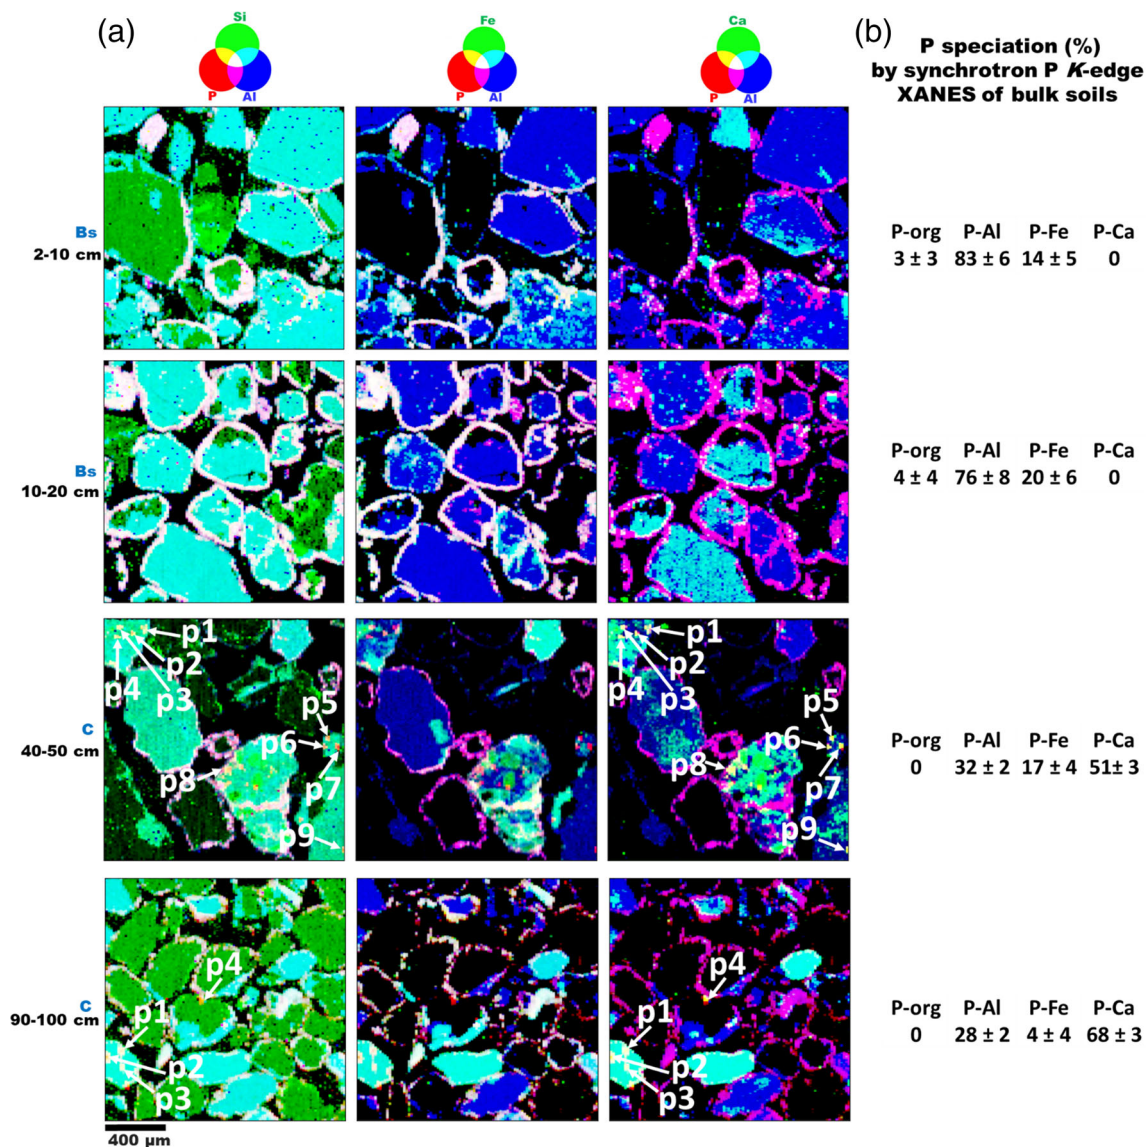 (a)
Si
P
Al
Fe
P
Al
Ca
P
Al
(b)
P speciation (%)
by synchrotron P K-edge
XANES of bulk soils
Bs
2-10 cm
P-org P-Al P-Fe P-Ca
3 ± 3 83 ± 6 14 ± 5 0
Bs
10-20 cm
P-org P-Al P-Fe P-Ca
4 ± 4 76 ± 8 20 ± 6 0
C
40-50 cm
p1
p2
p3
p4
p5
p6
p7
p8
p9
p1
p2
p3
p4
p5
p6
p7
p8
p9
P-org P-Al P-Fe P-Ca
0 32 ± 2 17 ± 4 51± 3
C
90-100 cm
p4
p1
p2
p3
p4
p1
p2
p3
P-org P-Al P-Fe P-Ca
0 28 ± 2 4 ± 4 68 ± 3
400 µm